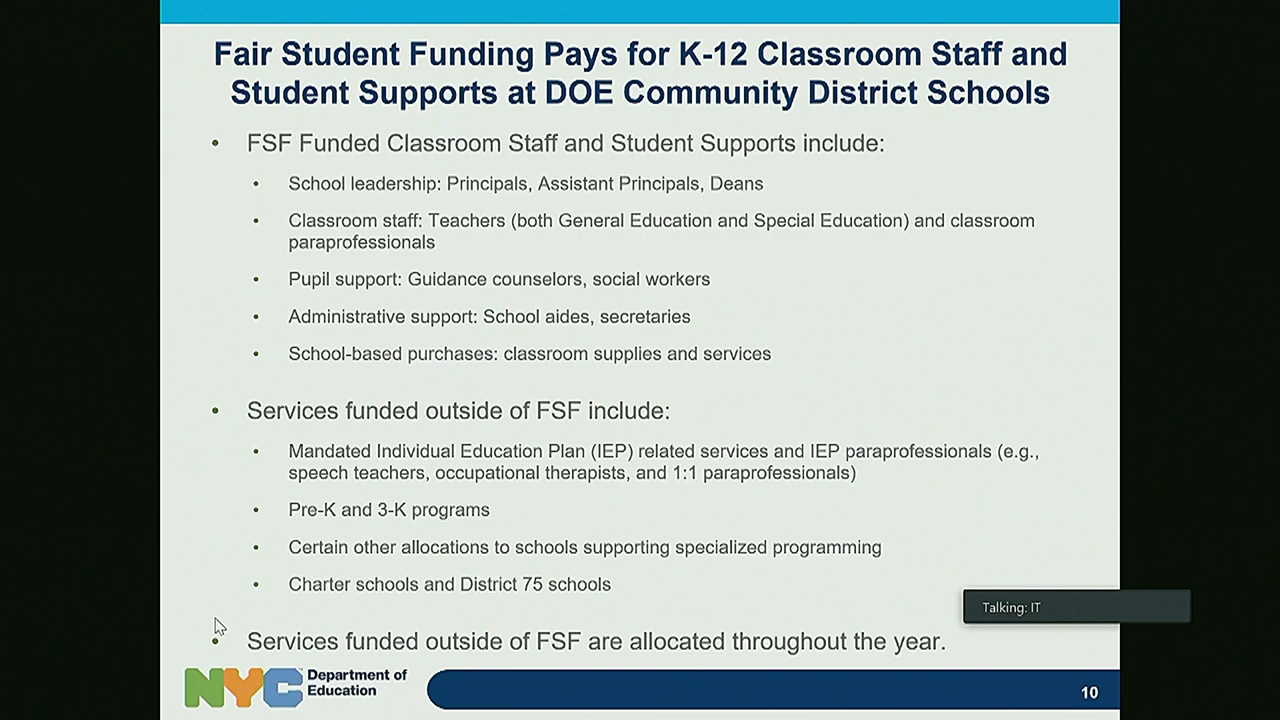 Fair Student Funding Pays for K-12 Classroom Staff and
Student Supports at DOE Community District Schools
• FSF Funded Classroom Staff and Student Supports include:
• School leadership: Principals, Assistant Principals, Deans
• Classroom staff: Teachers (both General Education and Special Education) and classroom
paraprofessionals
• Pupil support: Guidance counselors, social workers
• Administrative support: School aides, secretaries
• School-based purchases: classroom supplies and services
• Services funded outside of FSF include:
• Mandated Individual Education Plan (IEP) related services and IEP paraprofessionals (e.g.,
speech teachers, occupational therapists, and 1:1 paraprofessionals)
• Pre-K and 3-K programs
• Certain other allocations to schools supporting specialized programming
• Charter schools and District 75 schools
Talking: IT
• Services funded outside of FSF are allocated throughout the year.
NYC Department of
Education
10